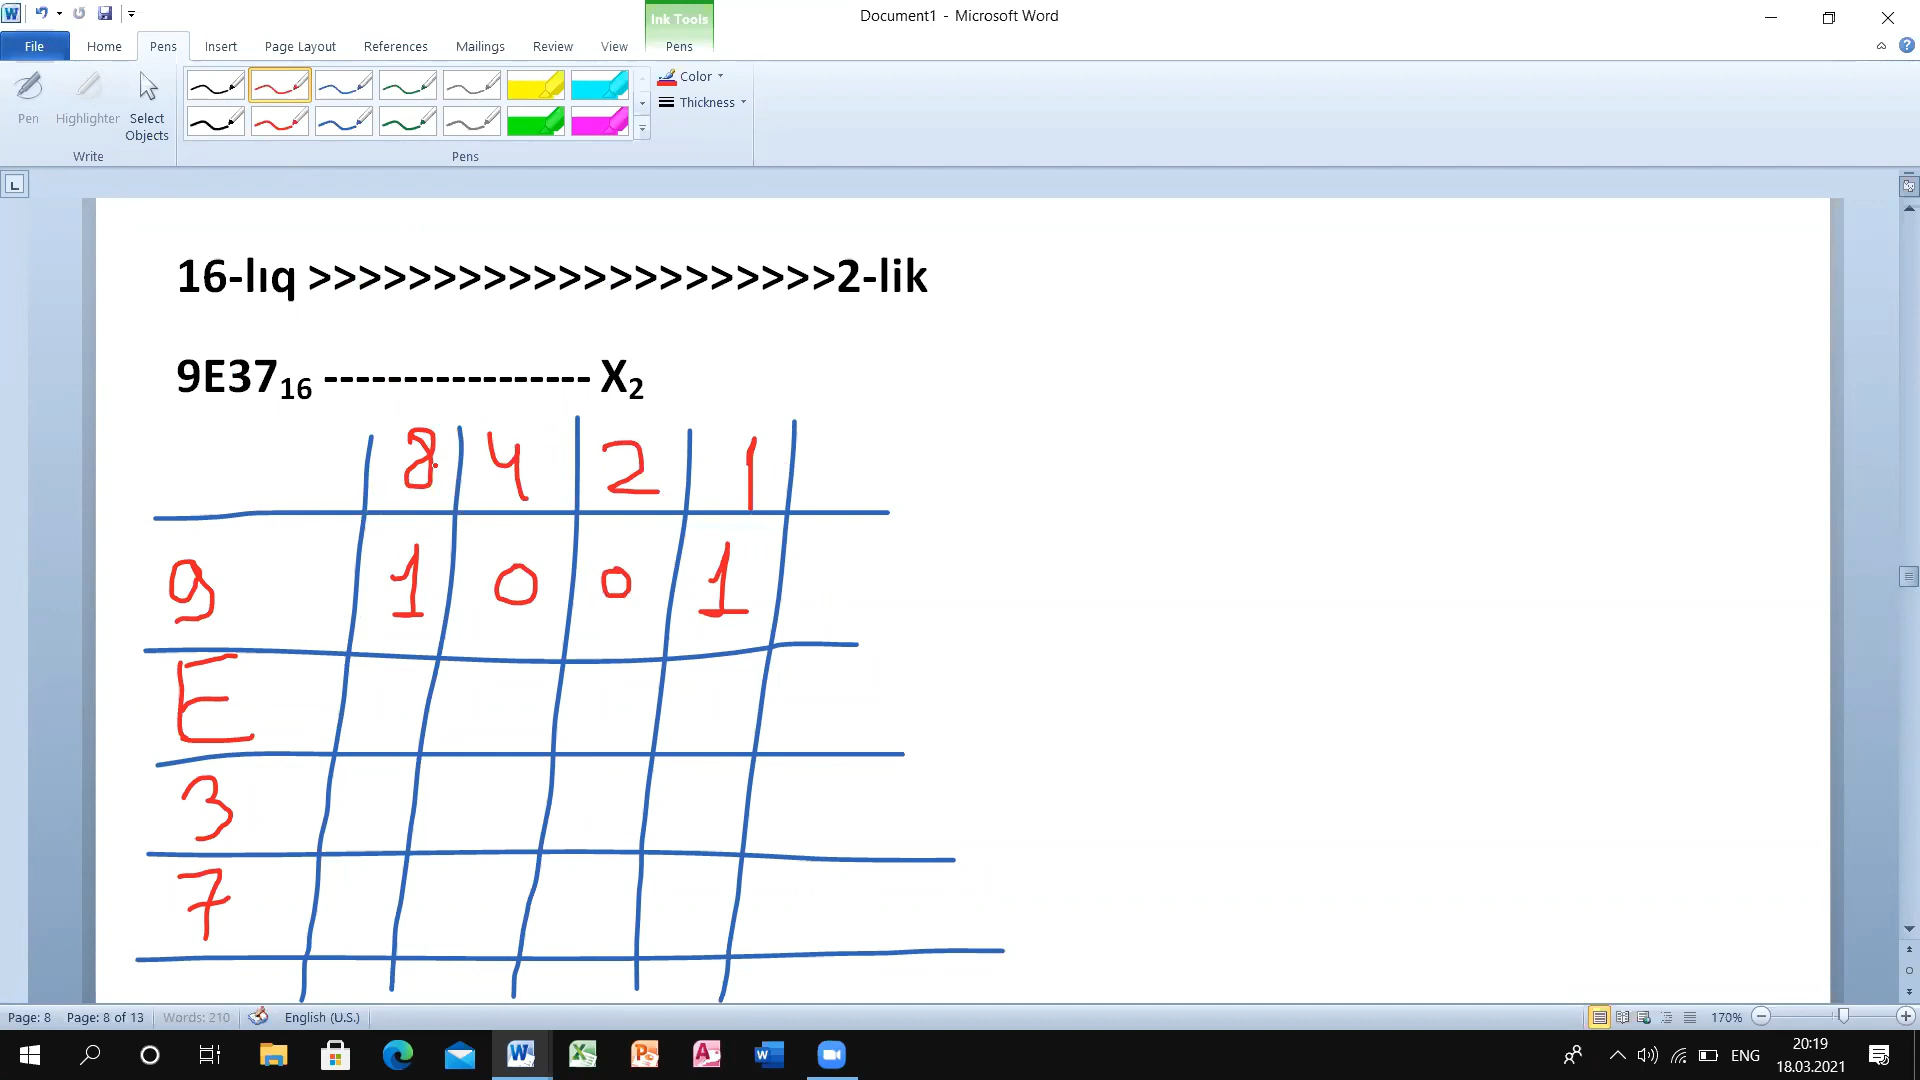 Document1 - Microsoft Word
Ink Tools
File Home Pens Insert Page Layout References Mailings Review View Pens
Pen Highlighter Select Objects
Color
Thickness
Write Pens
16-lıq >>>>>>>>>>>>>>>>>>>>>2-lik
9E37₁₆ ----------------- X₂
8 4 2 1
9 1 0 0 1
E
3
7
Page: 8 Page: 8 of 13 Words: 210 English (U.S.) 170%
ENG 20:19
18.03.2021